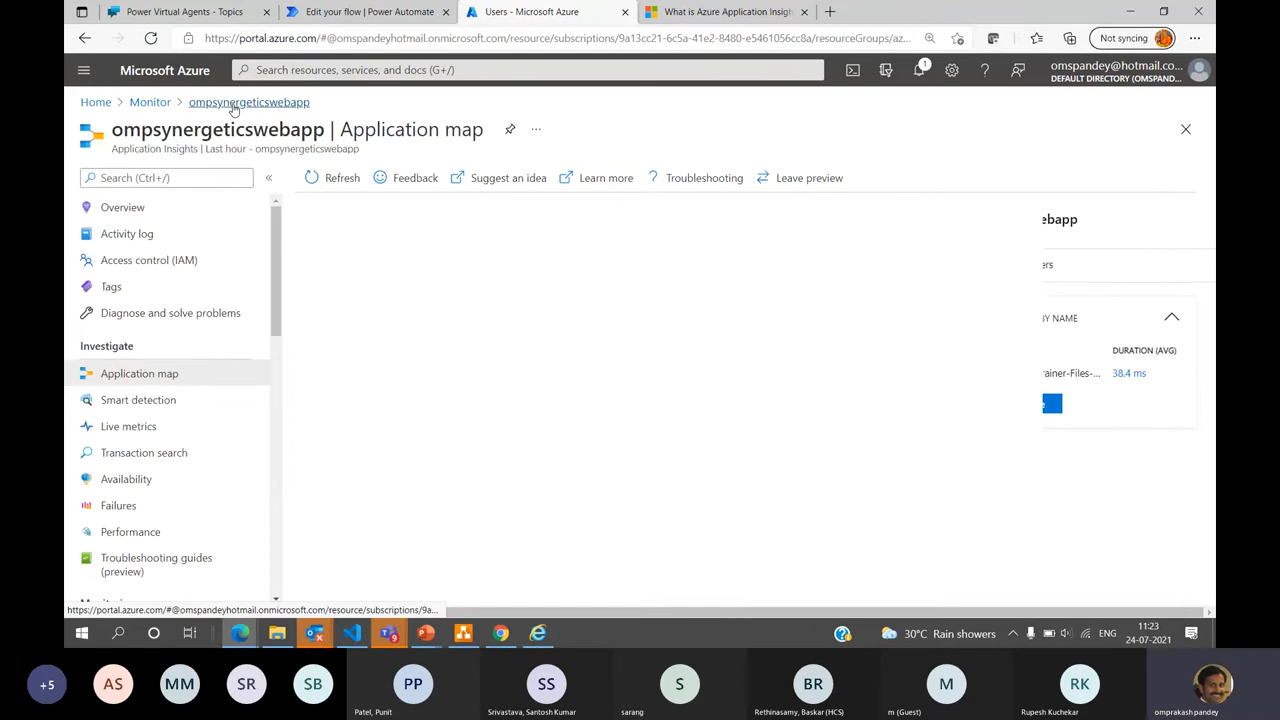 Power Virtual Agents - Topics
Edit your flow | Power Automate
Users - Microsoft Azure
What is Azure Application Insigh
https://portal.azure.com/#@omspandeyhotmail.onmicrosoft.com/resource/subscriptions/9a13cc21-6c5a-41e2-8480-e5461056cc8a/resourceGroups/az...
Not syncing
Microsoft Azure
Search resources, services, and docs (G+/)
1
omspandey@hotmail.co...
DEFAULT DIRECTORY (OMSPAND...
Home > Monitor > ompsynergeticswebapp
ompsynergeticswebapp | Application map
Application Insights | Last hour - ompsynergeticswebapp
Search (Ctrl+/)
Refresh
Feedback
Suggest an idea
Learn more
Troubleshooting
Leave preview
Overview
Activity log
Access control (IAM)
Tags
Diagnose and solve problems
Investigate
Application map
Smart detection
Live metrics
Transaction search
Availability
Failures
Performance
Troubleshooting guides
(preview)
ebapp
ers
BY NAME
DURATION (AVG)
rainer-Files-...
38.4 ms
https://portal.azure.com/#@omspandeyhotmail.onmicrosoft.com/resource/subscriptions/9a...
30°C Rain showers
ENG
11:23
24-07-2021
+5
AS
MM
SR
SB
PP
Patel, Punit
SS
Srivastava, Santosh Kumar
S
sarang
BR
Rethinasamy, Baskar (HCS)
M
m (Guest)
RK
Rupesh Kuchekar
omprakash pandey